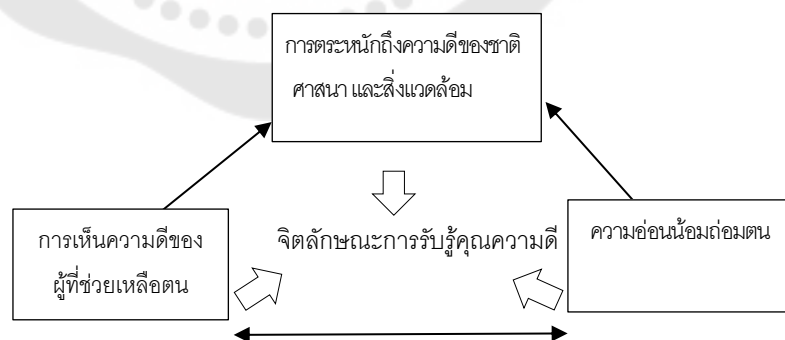 การตระหนักถึงความดีของชาติ
ศาสนา และสิ่งแวดล้อม
การเห็นความดีของ
ผู้ที่ช่วยเหลือตน
จิตลักษณะการรับรู้คุณความดี
ความอ่อนน้อมถ่อมตน